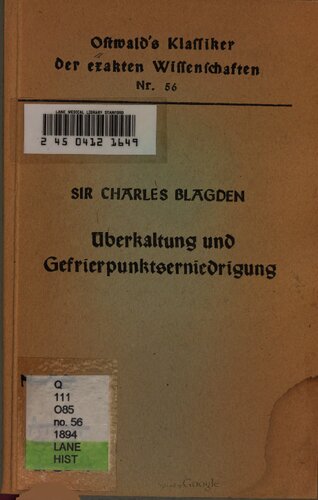 Ostwald's Klassiker
der exakten Wissenschaften
Nr. 56
LANE MEDICAL LIBRARY STANFORD
2 45 0412 1649
SIR CHARLES BLAGDEN
Überkaltung und
Gefrierpunktserniedrigung
Q
111
O85
no. 56
1894
LANE
HIST
Google